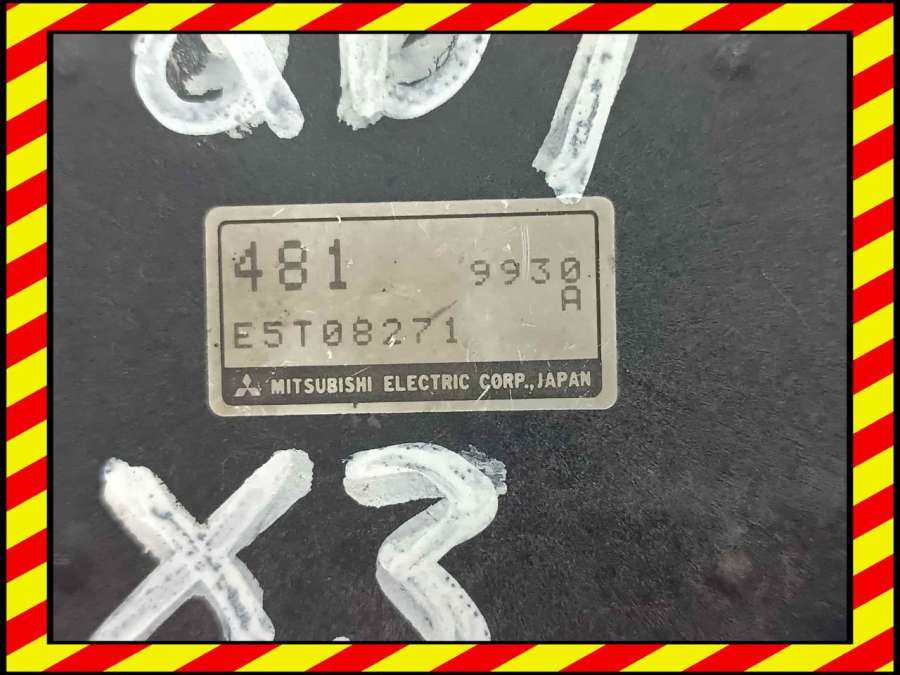 481 9930
A
E5T08271
MITSUBISHI ELECTRIC CORP., JAPAN
X3